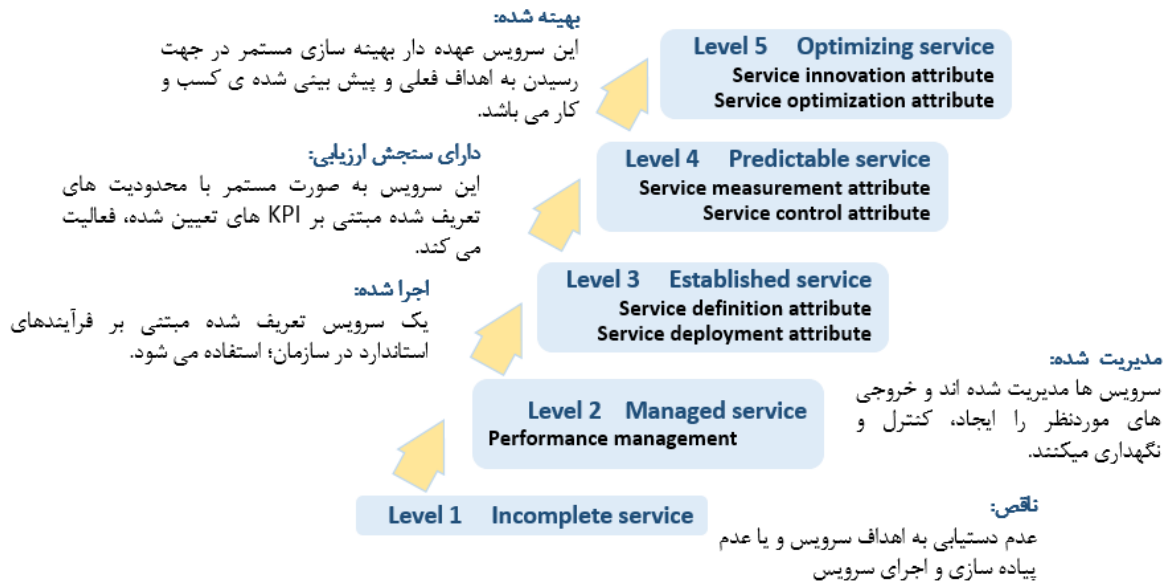 بهینه شده:
این سرویس عهده دار بهینه سازی مستمر در جهت
رسیدن به اهداف فعلی و پیش بینی شده ی کسب و
کار می باشد.
Level 5 Optimizing service
Service innovation attribute
Service optimization attribute
دارای سنجش ارزیابی:
این سرویس به صورت مستمر با محدودیت های
تعریف شده مبتنی بر KPI های تعیین شده، فعالیت
می کند.
Level 4 Predictable service
Service measurement attribute
Service control attribute
اجرا شده:
یک سرویس تعریف شده مبتنی بر فرآیندهای
استاندارد در سازمان؛ استفاده می شود.
Level 3 Established service
Service definition attribute
Service deployment attribute
مدیریت شده:
سرویس ها مدیریت شده اند و خروجی
های موردنظر را ایجاد، کنترل و
نگهداری میکنند.
Level 2 Managed service
Performance management
Level 1 Incomplete service
ناقص:
عدم دستیابی به اهداف سرویس و یا عدم
پیاده سازی و اجرای سرویس